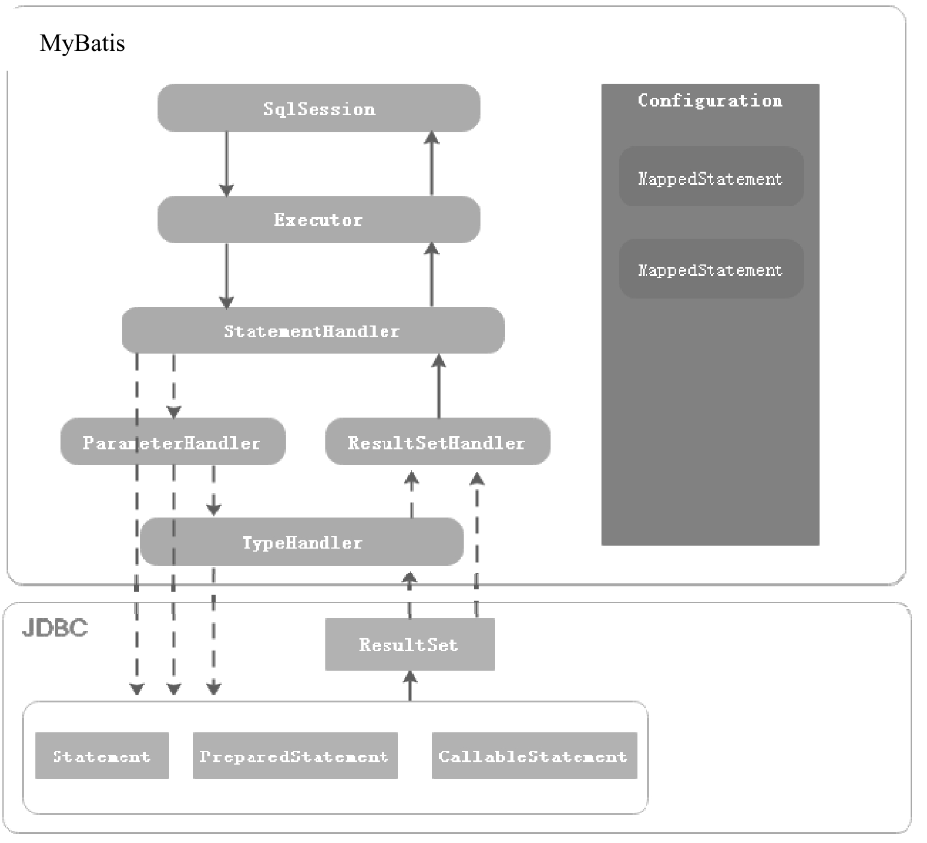 MyBatis
SqlSession
Configuration
MappedStatement
Executor
MappedStatement
StatementHandler
ParameterHandler
ResultSetHandler
TypeHandler
JDBC
ResultSet
Statement
PreparedStatement
CallableStatement